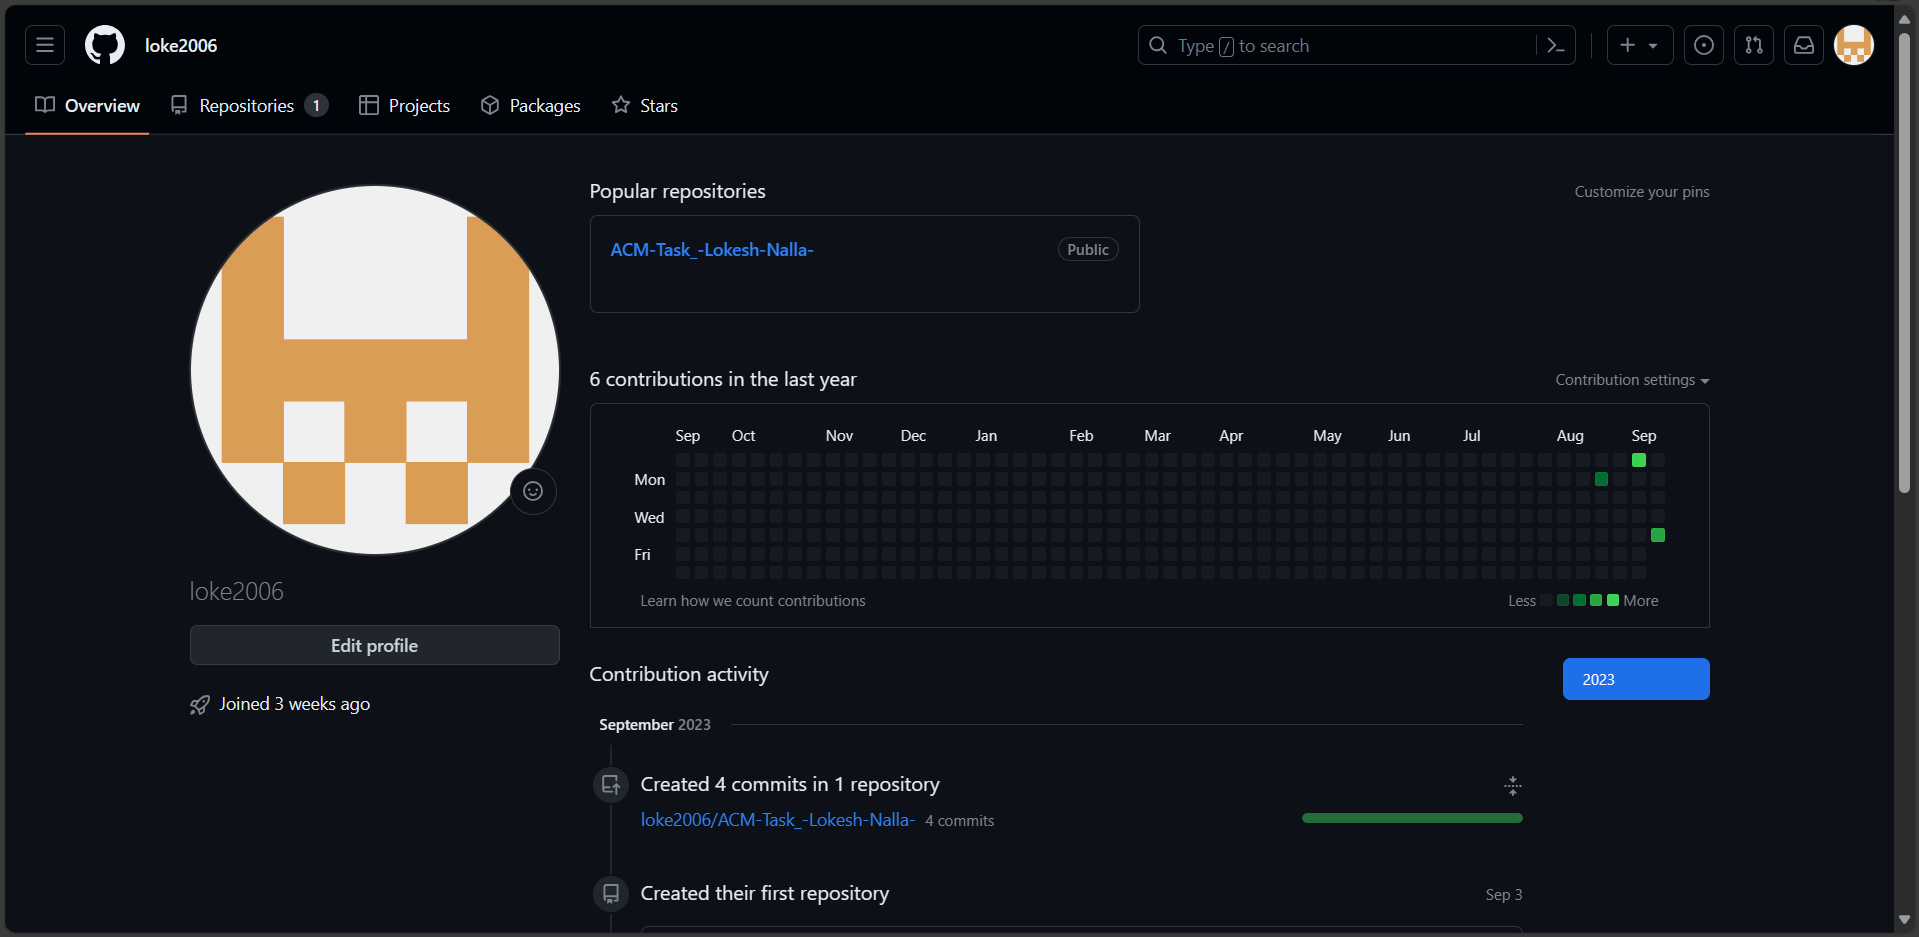 loke2006
Type / to search
Overview Repositories 1 Projects Packages Stars
Popular repositories
Customize your pins
ACM-Task_-Lokesh-Nalla-
Public
6 contributions in the last year
Contribution settings
Sep Oct Nov Dec Jan Feb Mar Apr May Jun Jul Aug Sep
Mon
Wed
Fri
Learn how we count contributions
Less More
loke2006
Edit profile
Joined 3 weeks ago
Contribution activity
2023
September 2023
Created 4 commits in 1 repository
loke2006/ACM-Task_-Lokesh-Nalla- 4 commits
Created their first repository
Sep 3